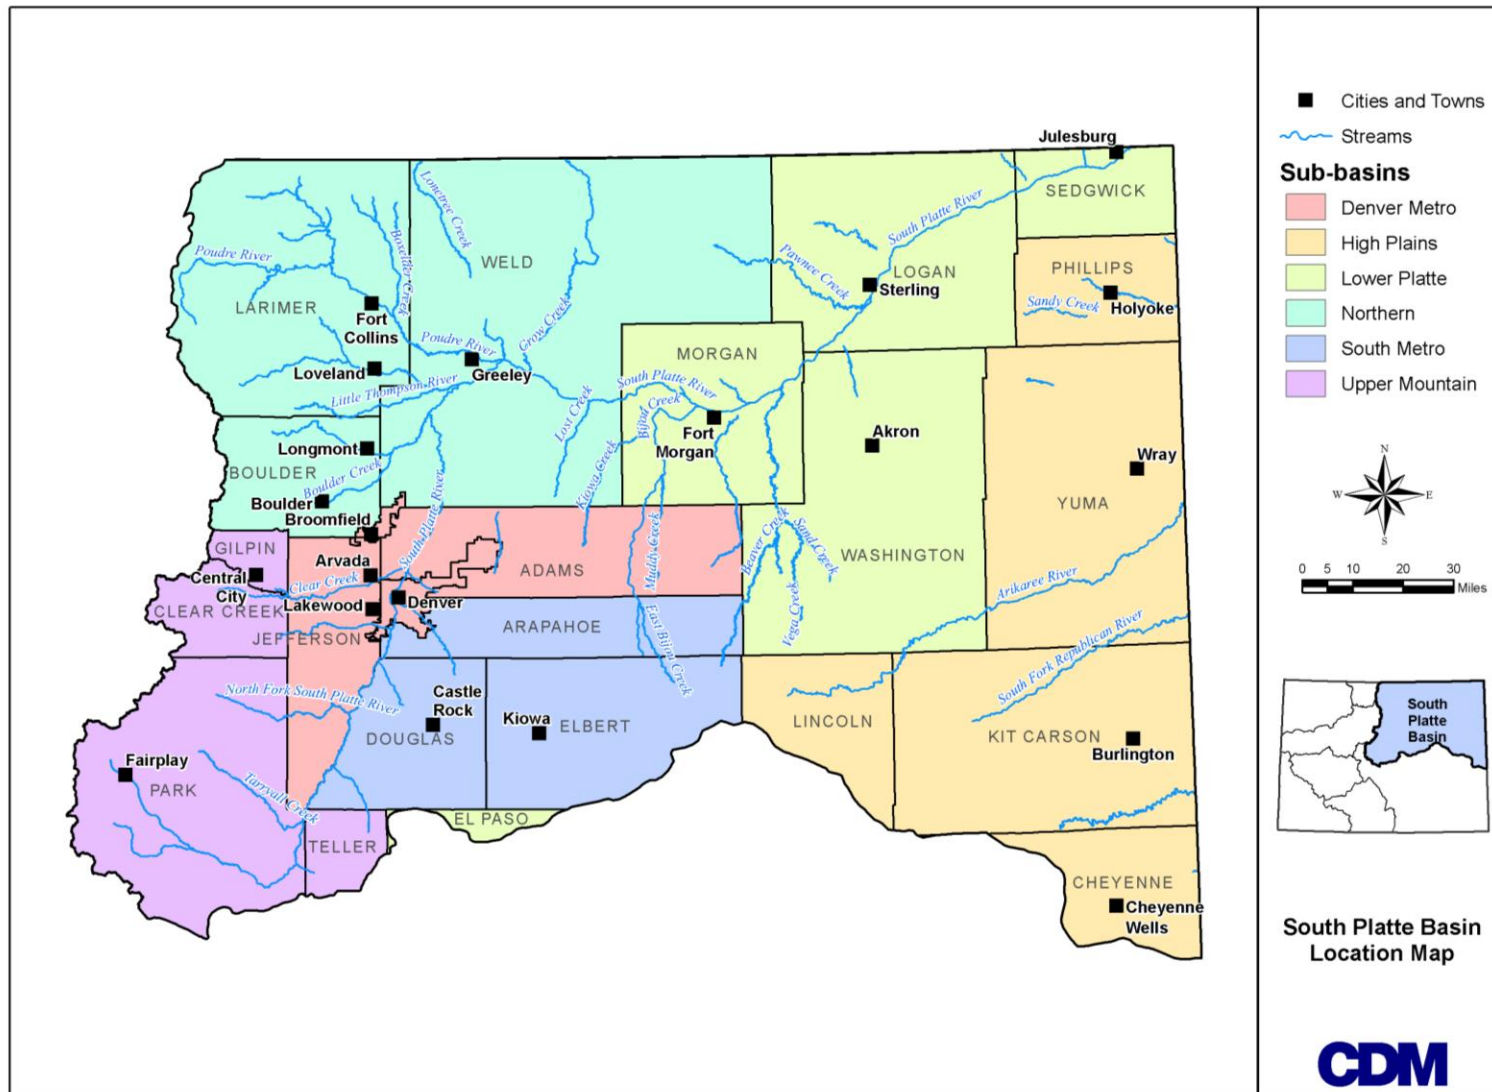 Julesburg
SEDGWICK
South Platte River
Lonetree Creek
Boxelder Creek
Poudre River
WELD
Pawnee Creek
LOGAN
Sterling
PHILLIPS
Sandy Creek
Holyoke
LARIMER
Fort
Collins
Crow Creek
Poudre River
Greeley
Loveland
Little Thompson River
MORGAN
South Platte River
Bijou Creek
Lost Creek
Kiowa Creek
Fort
Morgan
Akron
Wray
YUMA
Longmont
BOULDER
Boulder Creek
Boulder
Broomfield
South Platte River
GILPIN
Central
City
Arvada
Clear Creek
CLEAR CREEK
Lakewood
Denver
JEFFERSON
ADAMS
Muddy Creek
Beaver Creek
Sand Creek
WASHINGTON
Vega Creek
Arikaree River
ARAPAHOE
East Bijou Creek
South Fork Republican River
North Fork South Platte River
Castle
Rock
DOUGLAS
Kiowa
ELBERT
LINCOLN
KIT CARSON
Burlington
Fairplay
PARK
Tarryall Creek
TELLER
EL PASO
CHEYENNE
Cheyenne
Wells
Cities and Towns
Streams
Sub-basins
Denver Metro
High Plains
Lower Platte
Northern
South Metro
Upper Mountain
N
W
E
S
0 5 10 20 30
Miles
South
Platte
Basin
South Platte Basin
Location Map
CDM